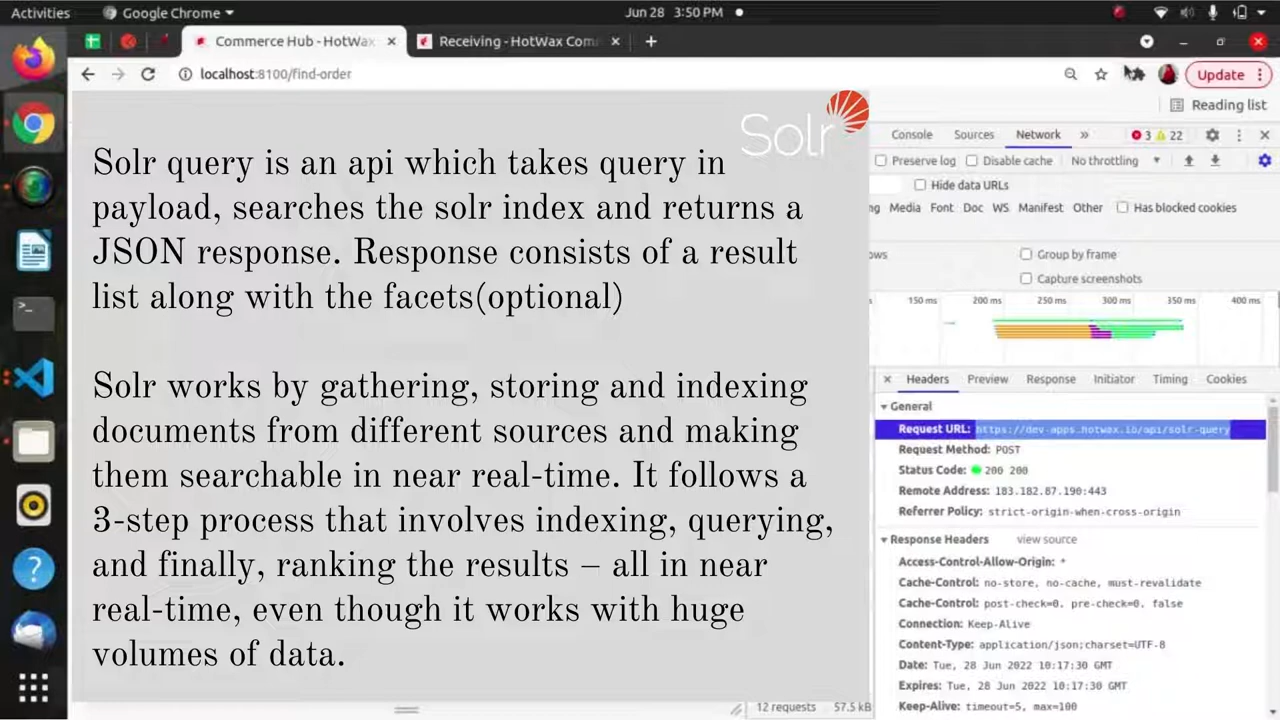 Activities
Google Chrome
Jun 28 3:50 PM
Commerce Hub - HotWax
Receiving - HotWax Com
localhost:8100/find-order
Update
Reading list
Solr
Solr query is an api which takes query in
payload, searches the solr index and returns a
JSON response. Response consists of a result
list along with the facets(optional)
Solr works by gathering, storing and indexing
documents from different sources and making
them searchable in near real-time. It follows a
3-step process that involves indexing, querying,
and finally, ranking the results – all in near
real-time, even though it works with huge
volumes of data.
Console Sources Network » 3 22
Preserve log Disable cache No throttling
Hide data URLs
ng Media Font Doc WS Manifest Other Has blocked cookies
ows Group by frame
Capture screenshots
150 ms 200 ms 250 ms 300 ms 350 ms 400 ms
Headers Preview Response Initiator Timing Cookies
General
Request URL: https://dev-apps.hotwax.io/api/solr-query
Request Method: POST
Status Code: 200 200
Remote Address: 183.182.87.190:443
Referrer Policy: strict-origin-when-cross-origin
Response Headers view source
Access-Control-Allow-Origin: *
Cache-Control: no-store, no-cache, must-revalidate
Cache-Control: post-check=0, pre-check=0, false
Connection: Keep-Alive
Content-Type: application/json;charset=UTF-8
Date: Tue, 28 Jun 2022 10:17:30 GMT
Expires: Tue, 28 Jun 2022 10:17:30 GMT
Keep-Alive: timeout=5, max=100
12 requests 57.5 kB